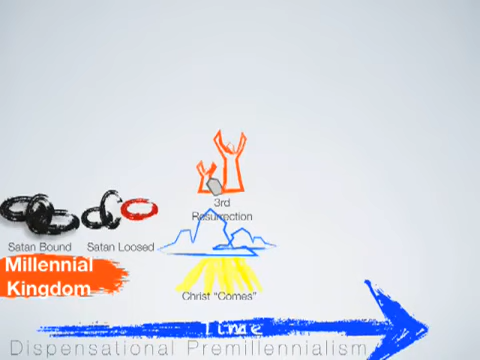 3rd
Resurrection
Satan Bound
Satan Loosed
Millennial
Kingdom
Christ "Comes"
Time
Dispensational Premillennialism